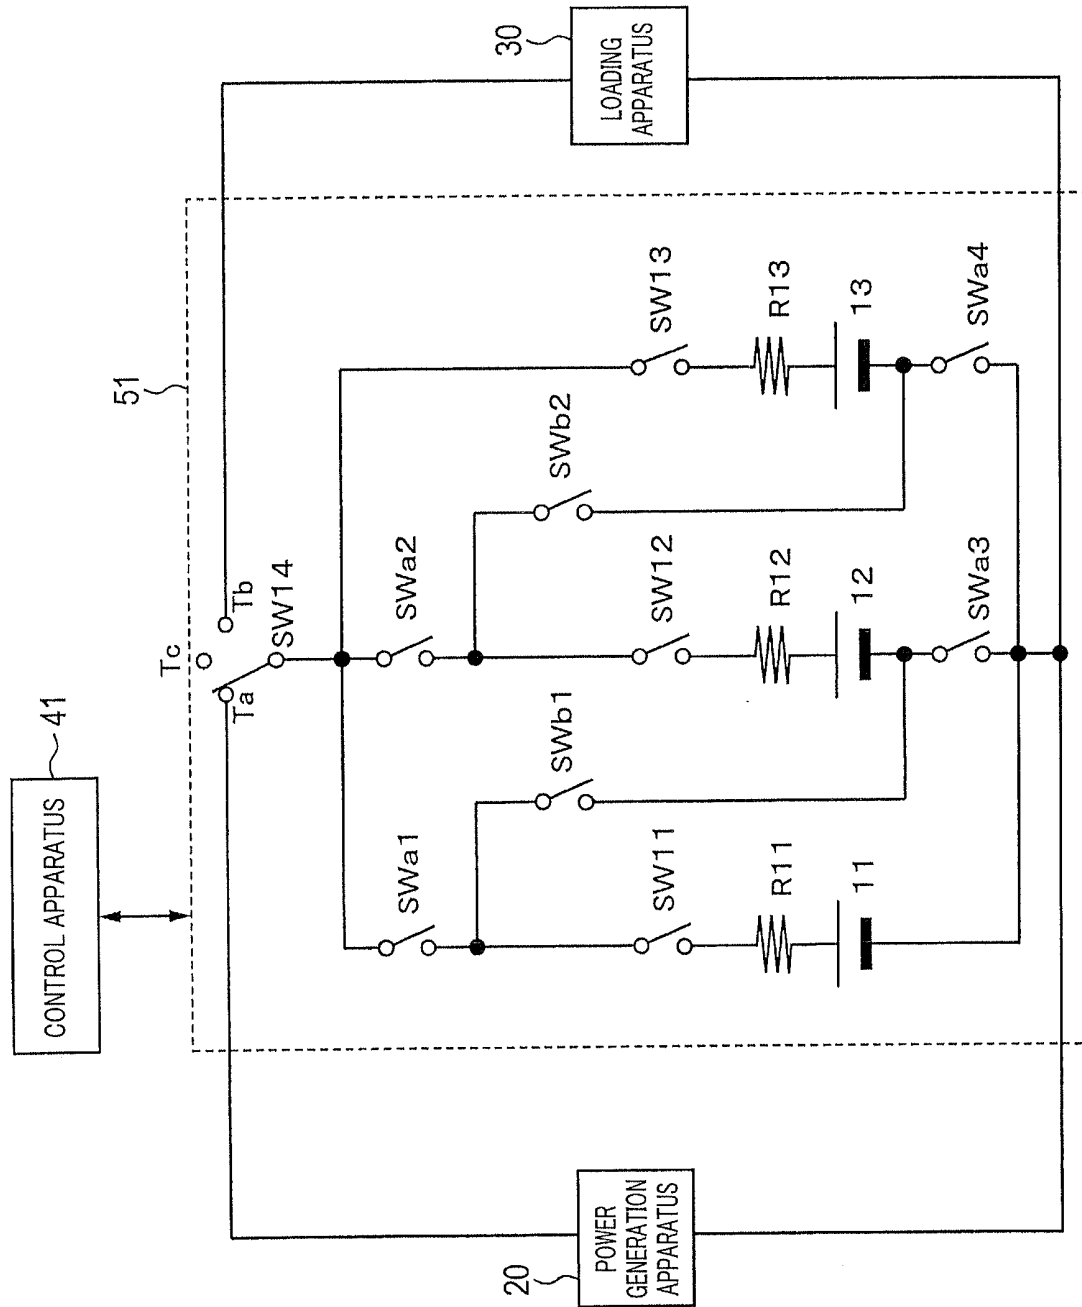 CONTROL APPARATUS
41
51
Tc
Ta
Tb
SW14
SWa1
SWa2
SWb1
SWb2
SW11
SW12
SW13
R11
R12
R13
11
12
13
SWa3
SWa4
20
POWER
GENERATION
APPARATUS
30
LOADING
APPARATUS